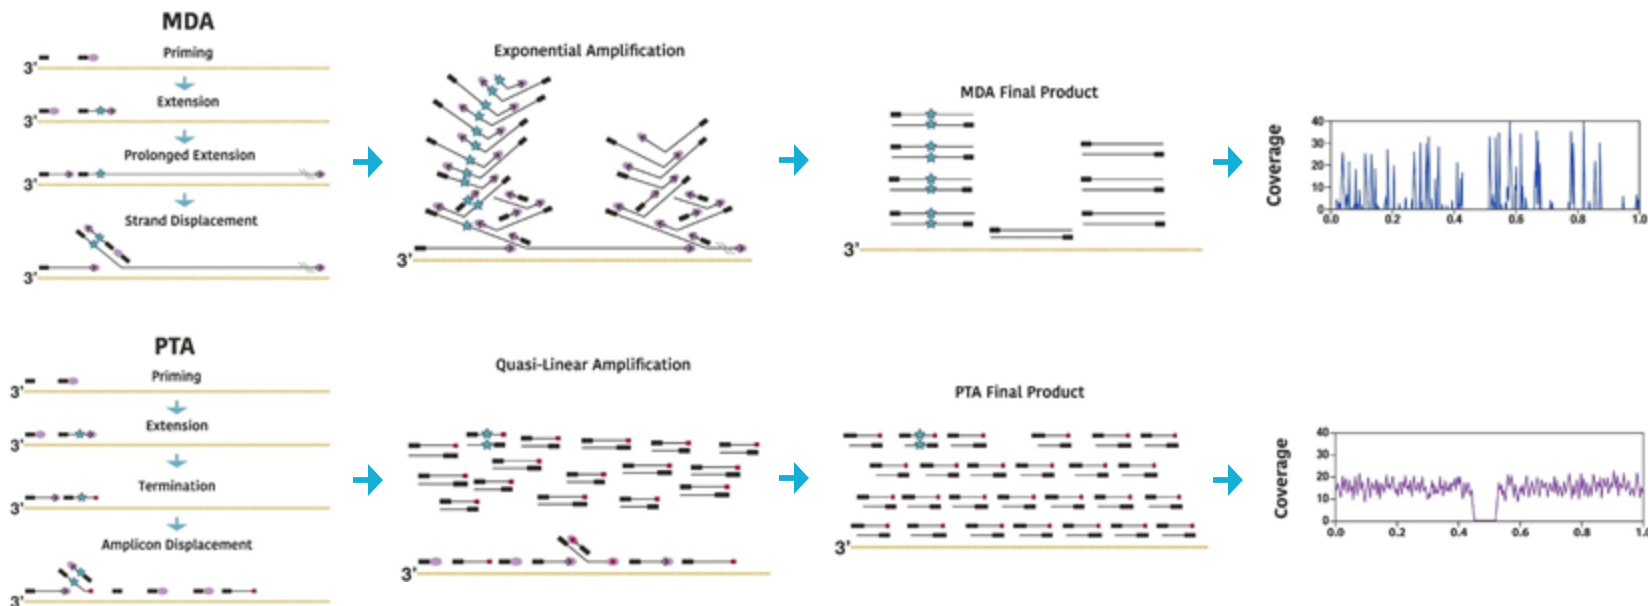 MDA
Priming
3'
Extension
3'
Prolonged Extension
3'
Strand Displacement
3'
Exponential Amplification
3'
MDA Final Product
3'
Coverage
40
30
20
10
0
0.0 0.2 0.4 0.6 0.8 1.0
PTA
Priming
3'
Extension
3'
Termination
3'
Amplicon Displacement
3'
Quasi-Linear Amplification
3'
PTA Final Product
3'
Coverage
40
30
20
10
0
0.0 0.2 0.4 0.6 0.8 1.0